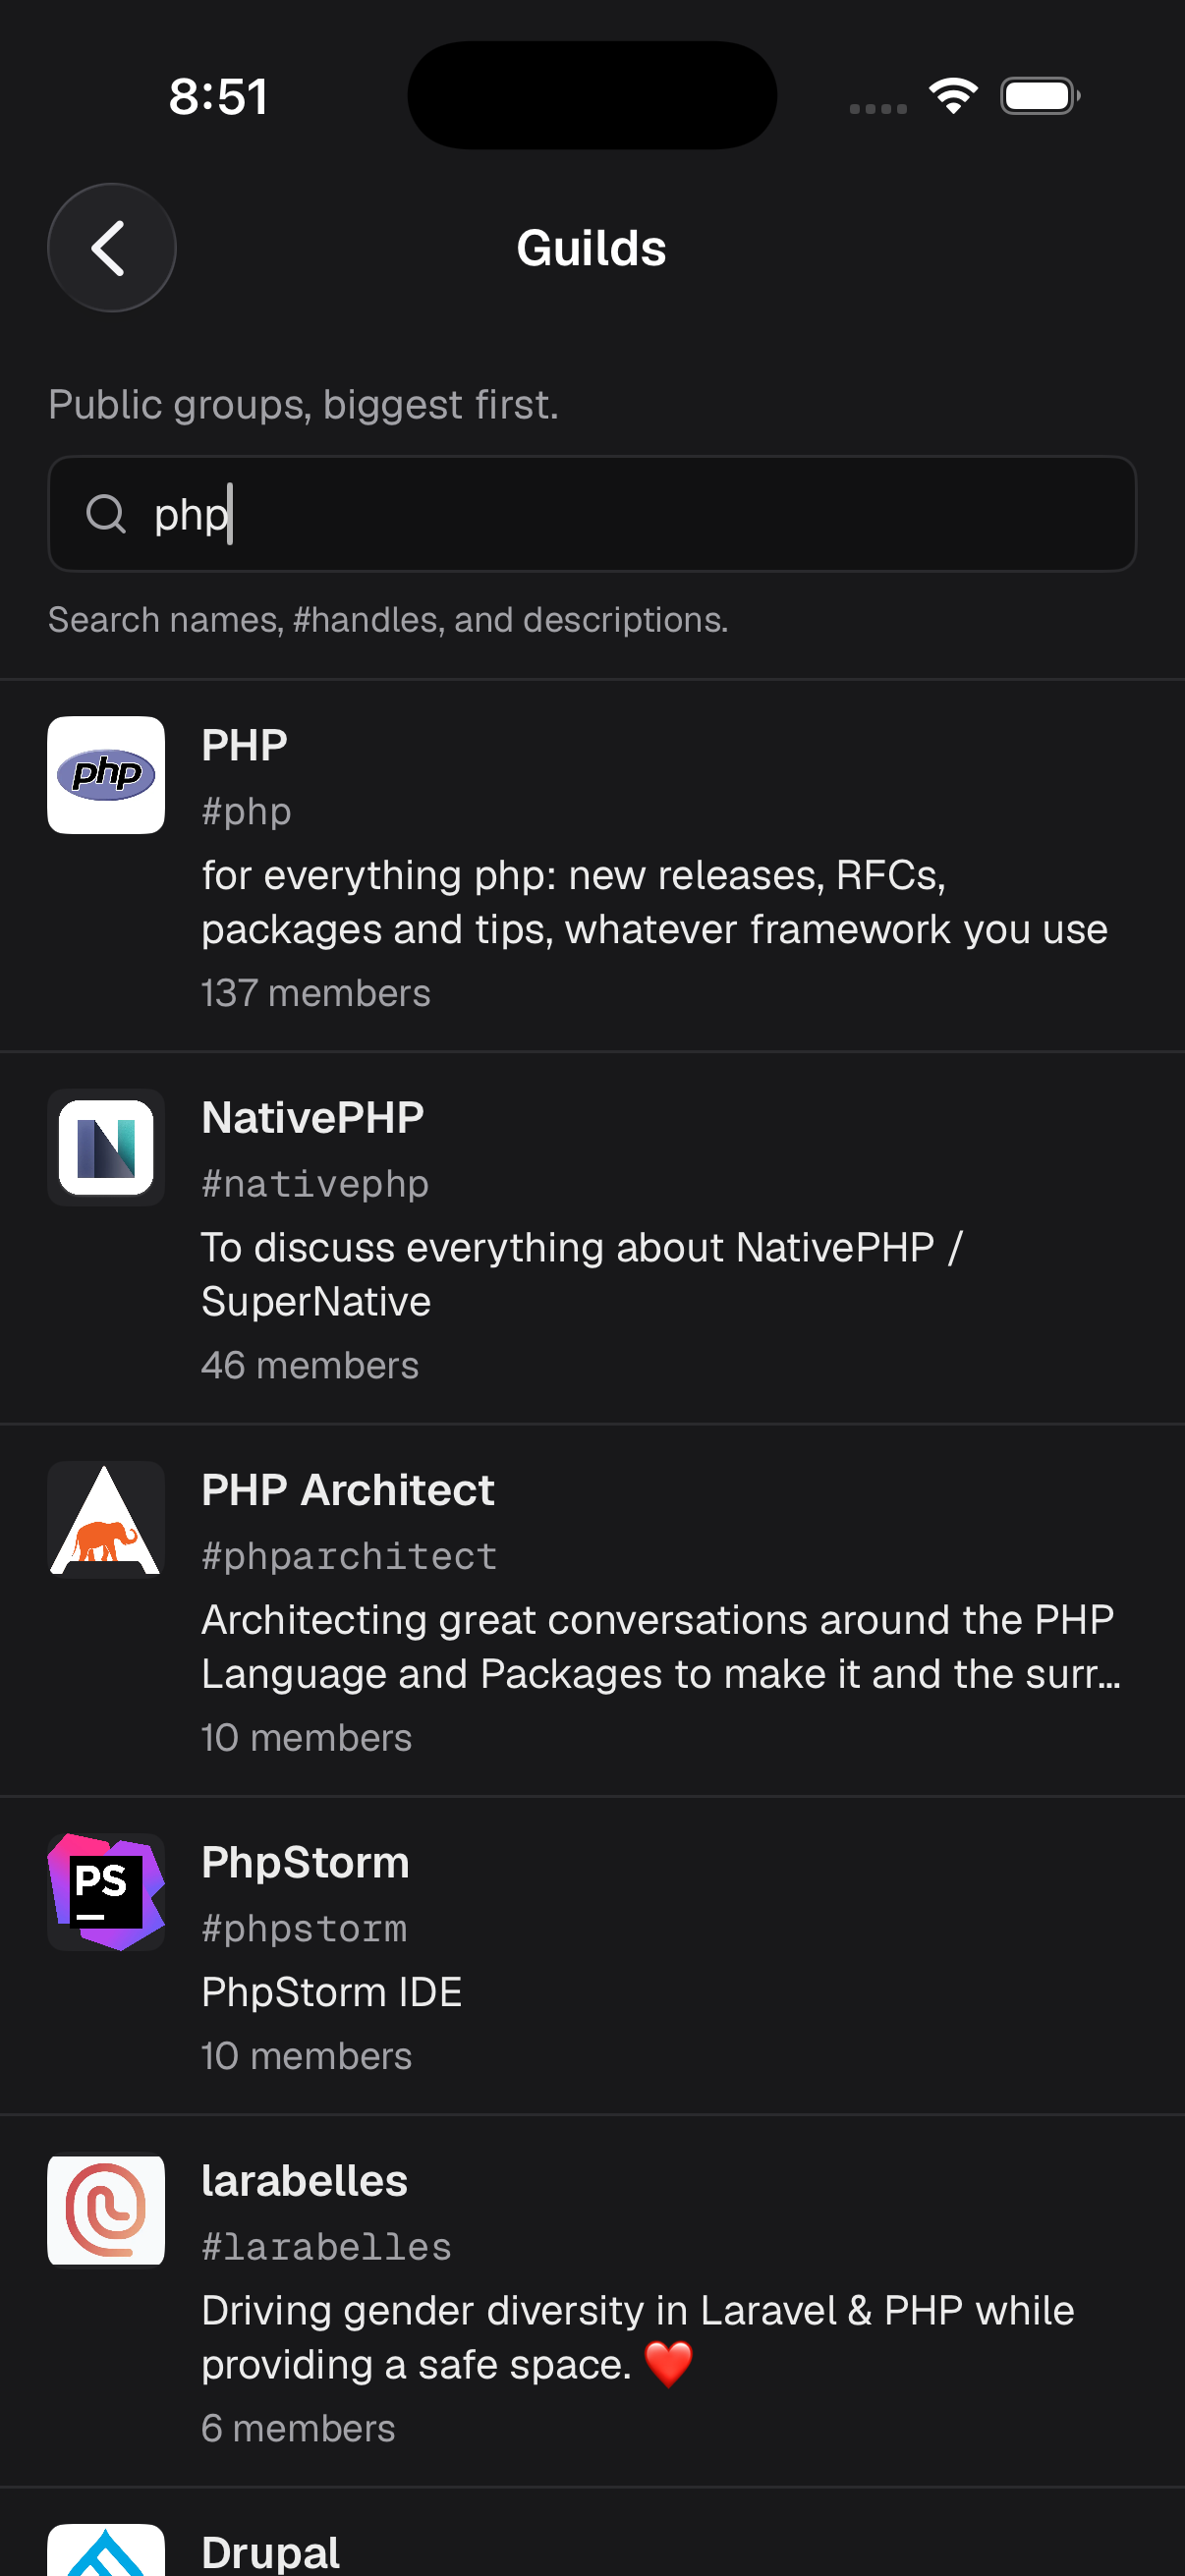 8:51
Guilds
Public groups, biggest first.
php
Search names, #handles, and descriptions.
php
PHP
#php
for everything php: new releases, RFCs,
packages and tips, whatever framework you use
137 members
N
NativePHP
#nativephp
To discuss everything about NativePHP /
SuperNative
46 members
PHP Architect
#phparchitect
Architecting great conversations around the PHP
Language and Packages to make it and the surr...
10 members
PS
PhpStorm
#phpstorm
PhpStorm IDE
10 members
larabelles
#larabelles
Driving gender diversity in Laravel & PHP while
providing a safe space. ❤️
6 members
Drupal